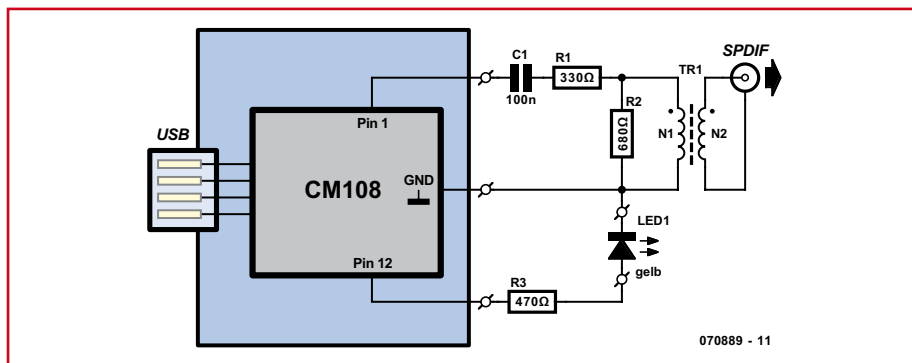 SPDIF
C1
R1
TR1
330Ω
100n
R2
USB
Pin 1
680Ω
N1
N2
CM108
GND
LED1
Pin 12
gelb
R3
470Ω
070889 - 11